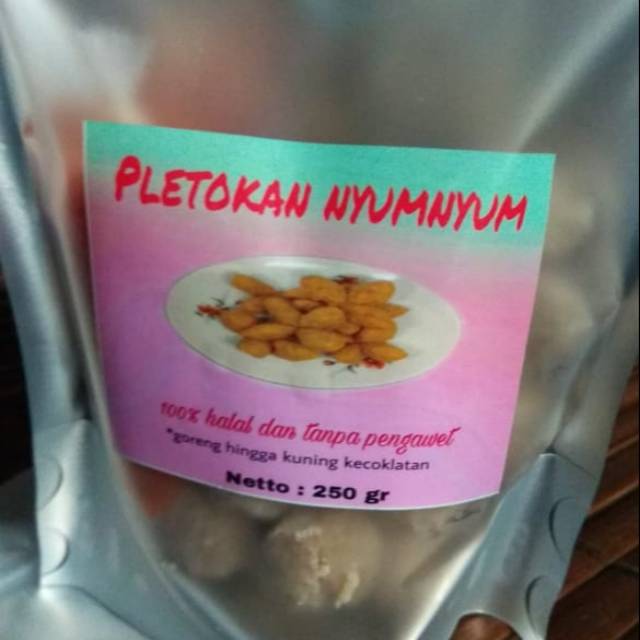 PLETOKAN NYUMNYUM
100% halal dan tanpa pengawet
*goreng hingga kuning kecoklatan
Netto : 250 gr